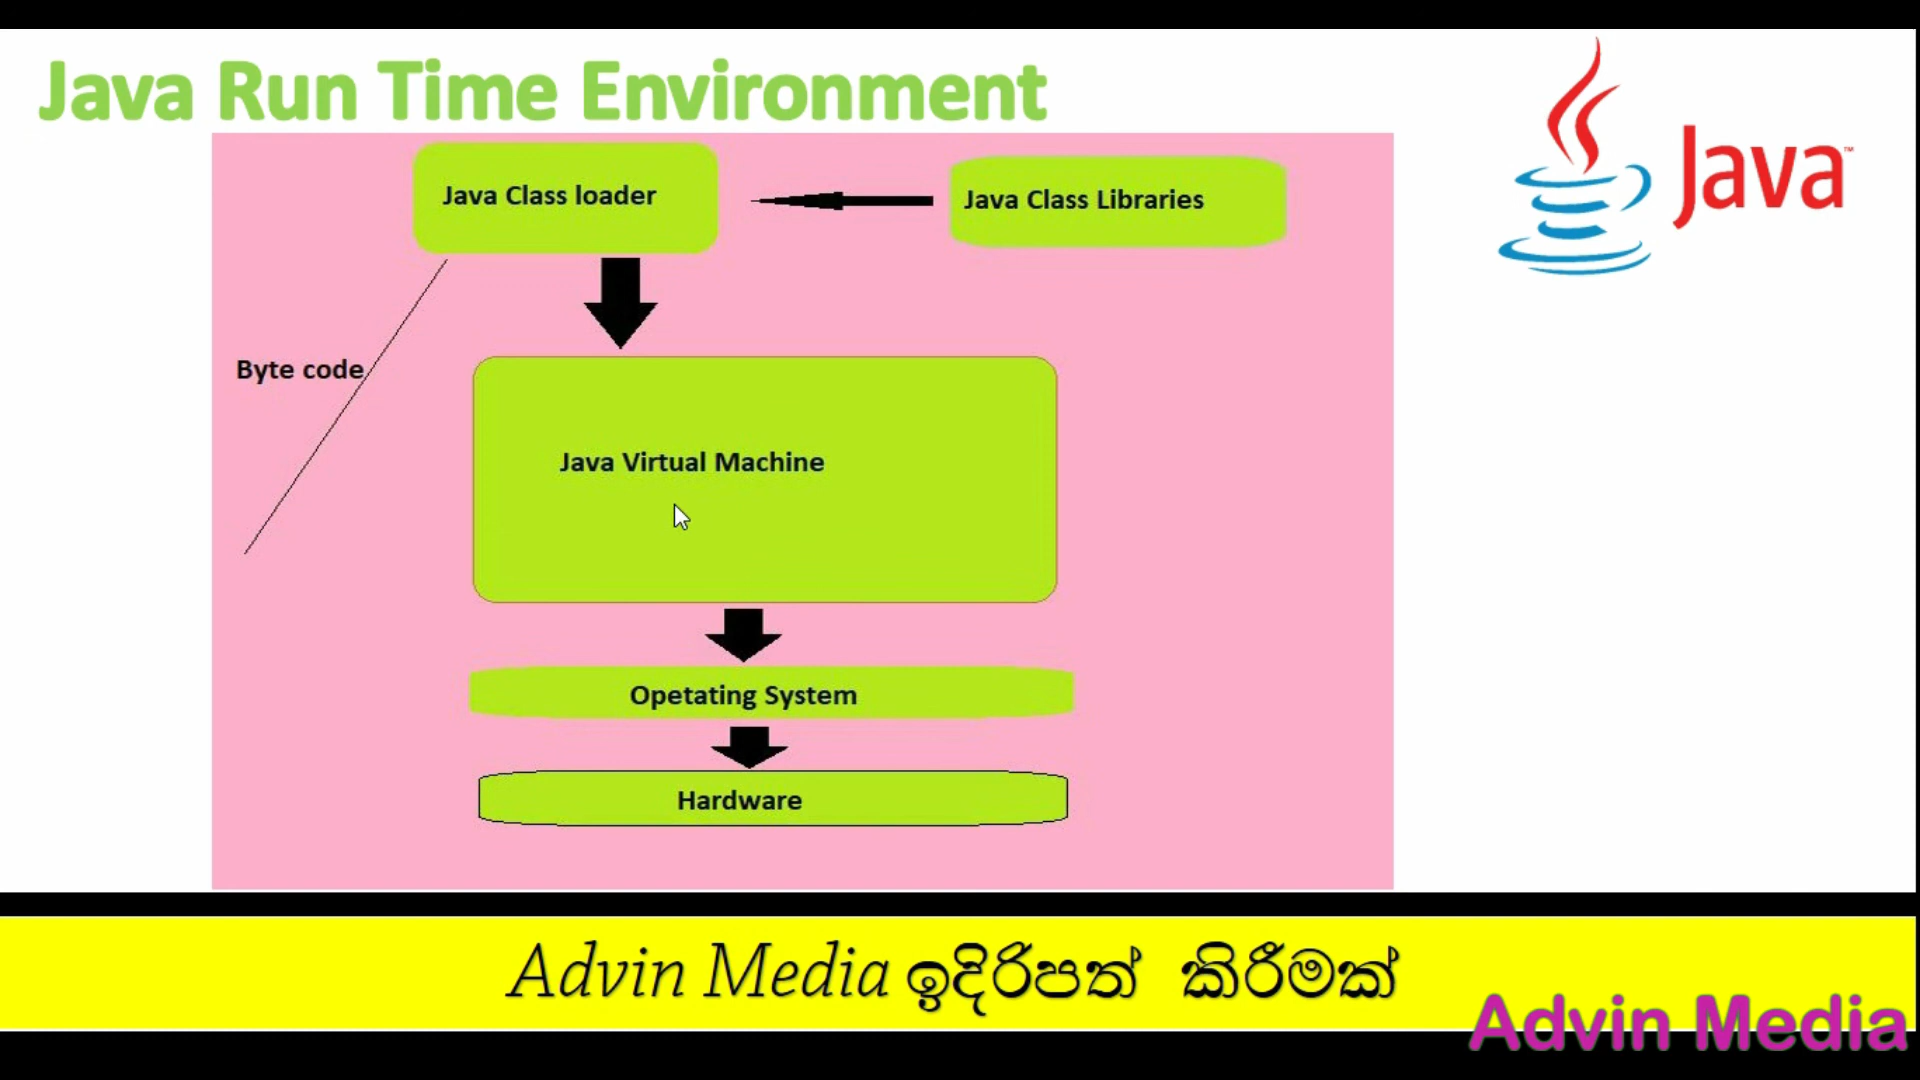 Java Run Time Environment
Java™
Java Class loader
Java Class Libraries
Byte code
Java Virtual Machine
Opetating System
Hardware
Advin Media ඉදිරිපත් කිරීමක්
Advin Media